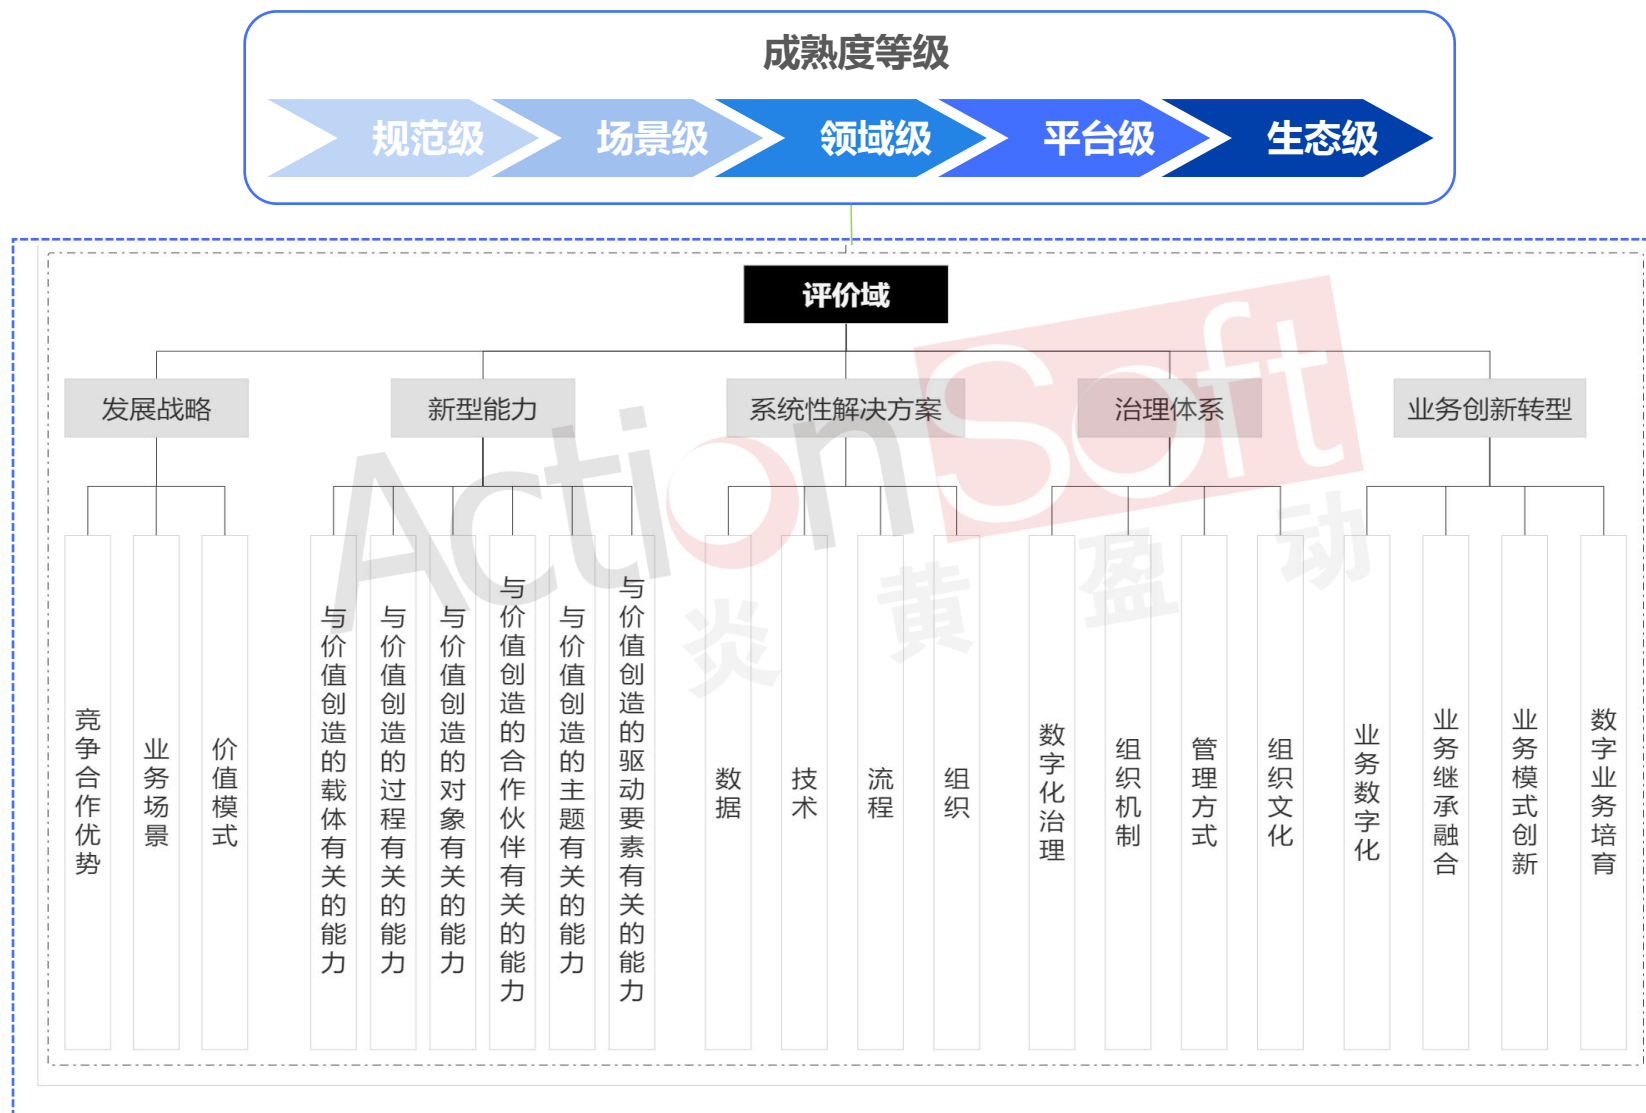 成熟度等级
规范级
场景级
领域级
平台级
生态级
评价域
发展战略
新型能力
系统性解决方案
治理体系
业务创新转型
竞争合作优势
业务场景
价值模式
与价值创造的载体有关的能力
与价值创造的过程有关的能力
与价值创造的对象有关的能力
与价值创造的合作伙伴有关的能力
与价值创造的主题有关的能力
与价值创造的驱动要素有关的能力
数据
技术
流程
组织
数字化治理
组织机制
管理方式
组织文化
业务数字化
业务继承融合
业务模式创新
数字业务培育
ActionSoft
炎黄盈动